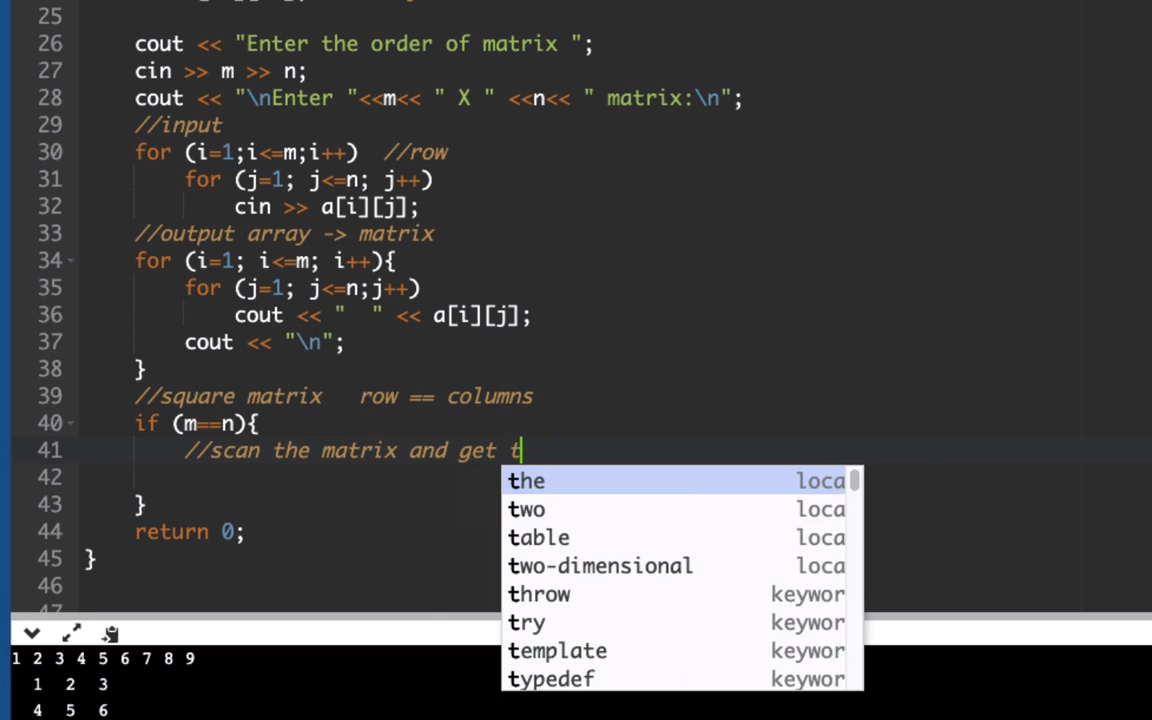 25
26 cout << "Enter the order of matrix ";
27 cin >> m >> n;
28 cout << "\nEnter "<<m<< " X " <<n<< " matrix:\n";
29 //input
30 for (i=1;i<=m;i++)  //row
31 for (j=1; j<=n; j++)
32 cin >> a[i][j];
33 //output array -> matrix
34 for (i=1; i<=m; i++){
35 for (j=1; j<=n;j++)
36 cout << "  " << a[i][j];
37 cout << "\n";
38 }
39 //square matrix   row == columns
40 if (m==n){
41 //scan the matrix and get t
42
the loca
two loca
table loca
two-dimensional loca
throw keywor
try keywor
template keywor
typedef keywor
43 }
44 return 0;
45 }
46
1 2 3 4 5 6 7 8 9
1 2 3
4 5 6